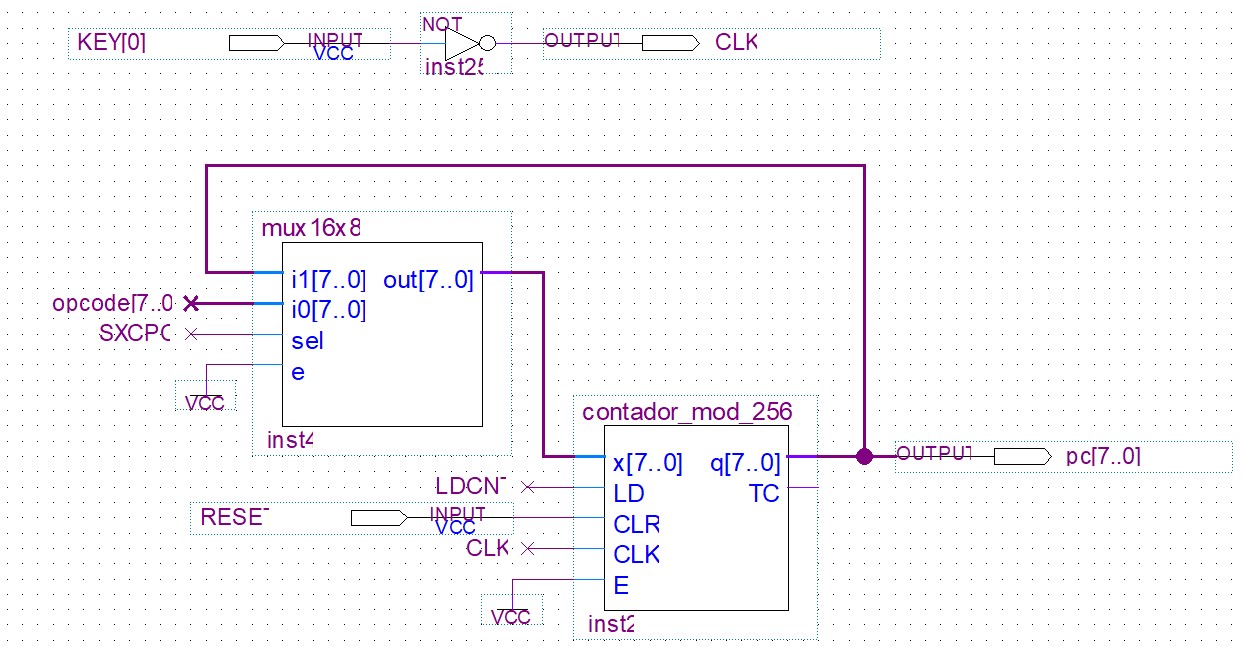 NOT
KEY[0] INPUT VCC OUTPUT CLK
inst25
mux16x8
i1[7..0] out[7..0]
opcode[7..0
i0[7..0]
SXCPC
sel
e
VCC
inst4
contador_mod_256
x[7..0] q[7..0] OUTPUT pc[7..0]
LDCNT
LD TC
RESET INPUT VCC
CLR
CLK CLK
E
VCC
inst2